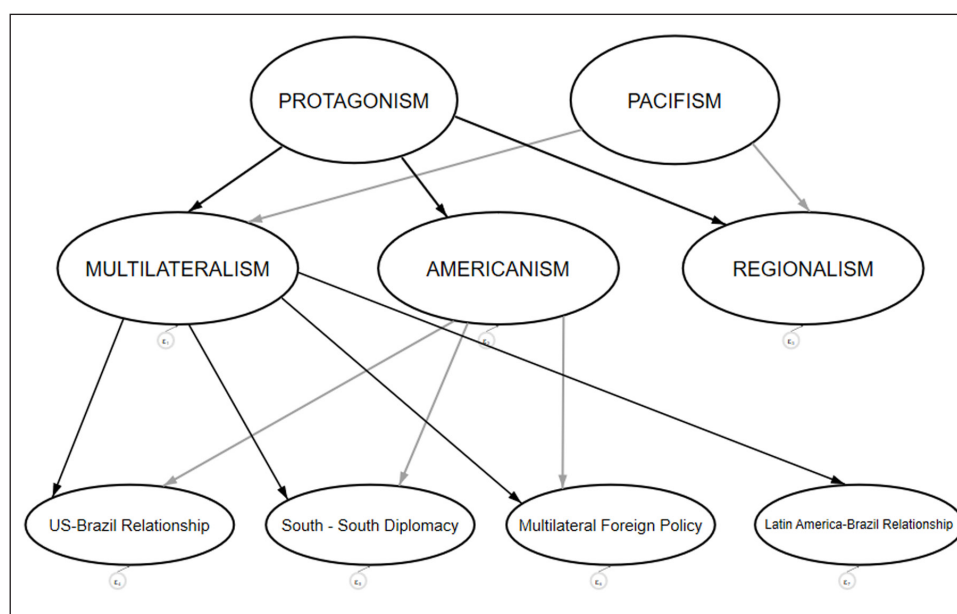 PROTAGONISM
PACIFISM
MULTILATERALISM
AMERICANISM
REGIONALISM
US-Brazil Relationship
South - South Diplomacy
Multilateral Foreign Policy
Latin America-Brazil Relationship